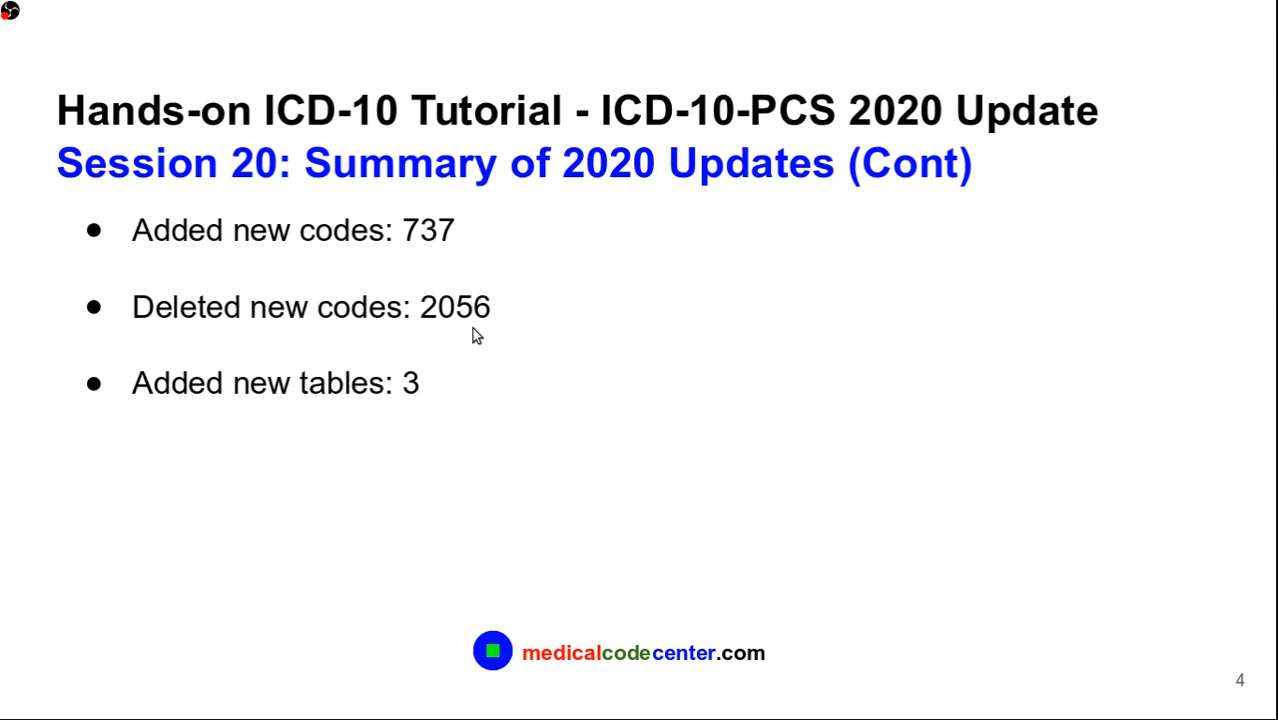 Hands-on ICD-10 Tutorial - ICD-10-PCS 2020 Update
Session 20: Summary of 2020 Updates (Cont)
● Added new codes: 737
● Deleted new codes: 2056
● Added new tables: 3
medicalcodecenter.com
4